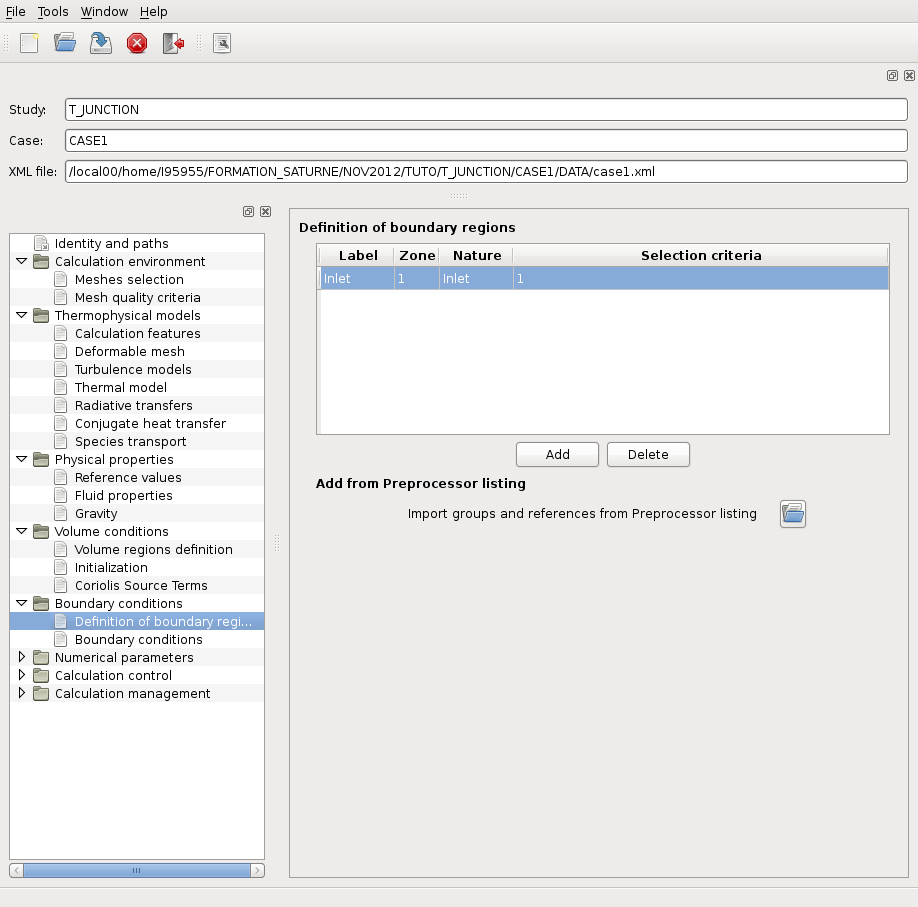 File Tools Window Help
Study: T_JUNCTION
Case: CASE1
XML file: /local00/home/I95955/FORMATION_SATURNE/NOV2012/TUTO/T_JUNCTION/CASE1/DATA/case1.xml
Identity and paths
Calculation environment
Meshes selection
Mesh quality criteria
Thermophysical models
Calculation features
Deformable mesh
Turbulence models
Thermal model
Radiative transfers
Conjugate heat transfer
Species transport
Physical properties
Reference values
Fluid properties
Gravity
Volume conditions
Volume regions definition
Initialization
Coriolis Source Terms
Boundary conditions
Definition of boundary regi...
Boundary conditions
Numerical parameters
Calculation control
Calculation management
Definition of boundary regions
Label Zone Nature Selection criteria
Inlet 1 Inlet 1
Add Delete
Add from Preprocessor listing
Import groups and references from Preprocessor listing